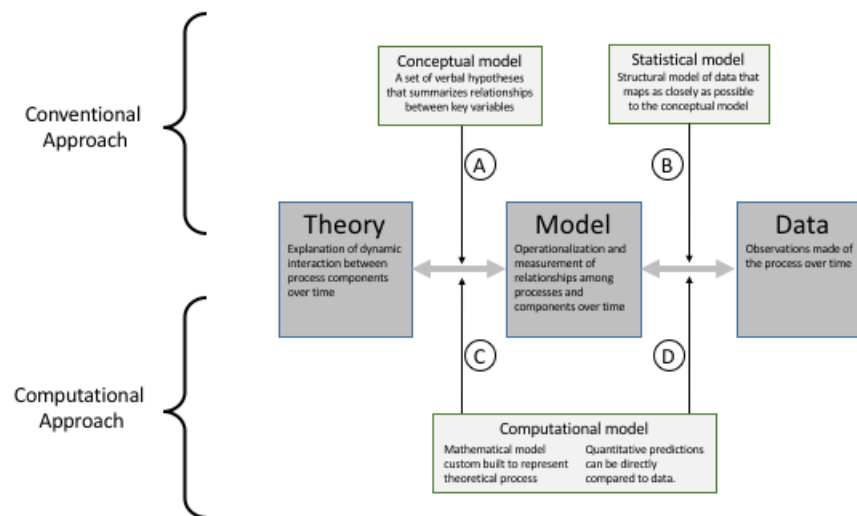 Conventional
Approach
Conceptual model
A set of verbal hypotheses
that summarizes relationships
between key variables
Statistical model
Structural model of data that
maps as closely as possible
to the conceptual model
A
B
Theory
Explanation of dynamic
interaction between
process components
over time
Model
Operationalization and
measurement of
relationships among
processes and
components over time
Data
Observations made of
the process over time
C
D
Computational
Approach
Computational model
Mathematical model
custom built to represent
theoretical process
Quantitative predictions
can be directly
compared to data.